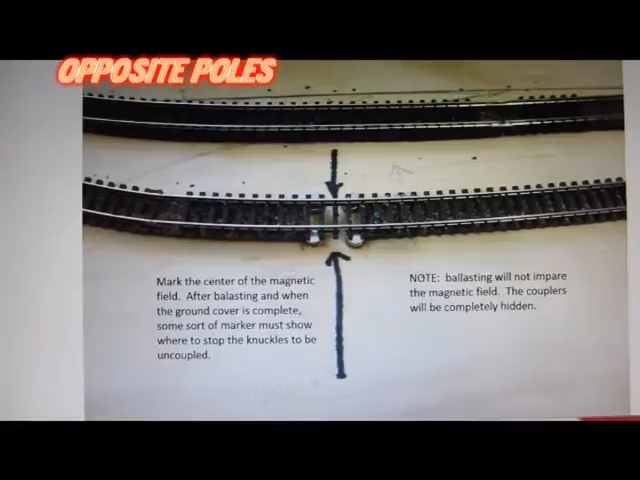 OPPOSITE POLES
Mark the center of the magnetic
field. After balasting and when
the ground cover is complete,
some sort of marker must show
where to stop the knuckles to be
uncoupled.
NOTE: ballasting will not impare
the magnetic field. The couplers
will be completely hidden.